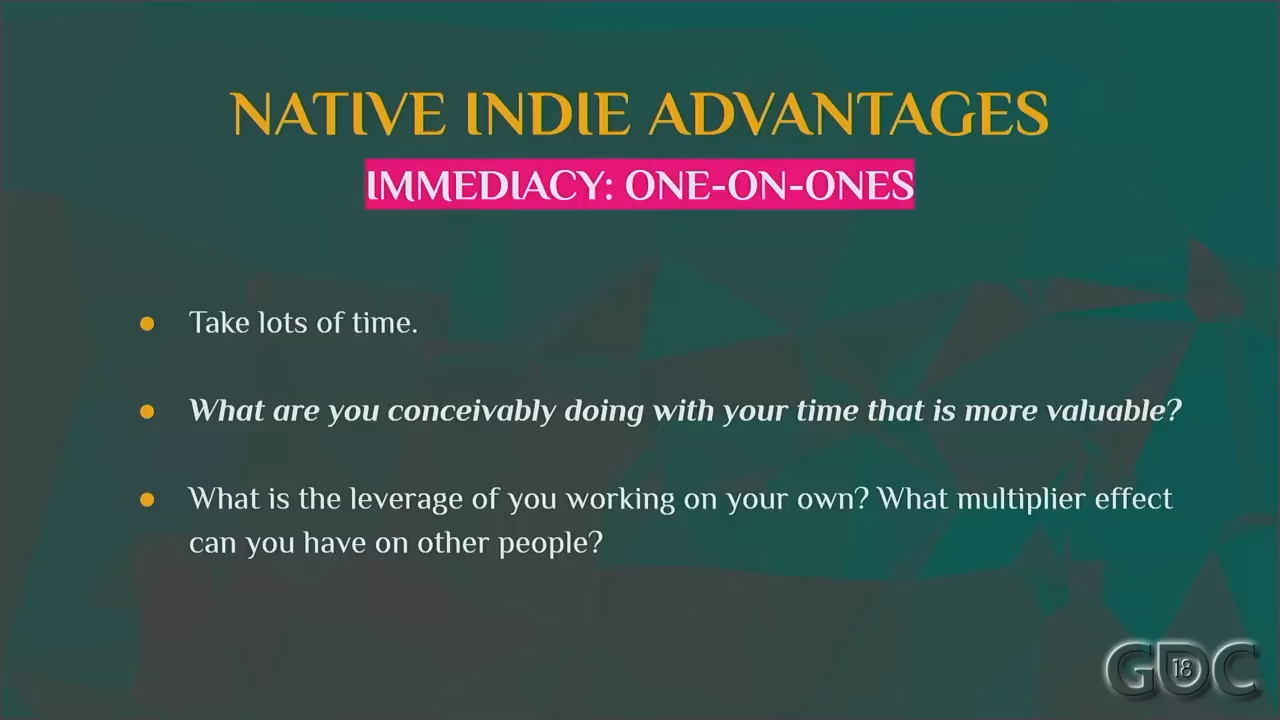 NATIVE INDIE ADVANTAGES
IMMEDIACY: ONE-ON-ONES
● Take lots of time.
● What are you conceivably doing with your time that is more valuable?
● What is the leverage of you working on your own? What multiplier effect
can you have on other people?
GDC 18